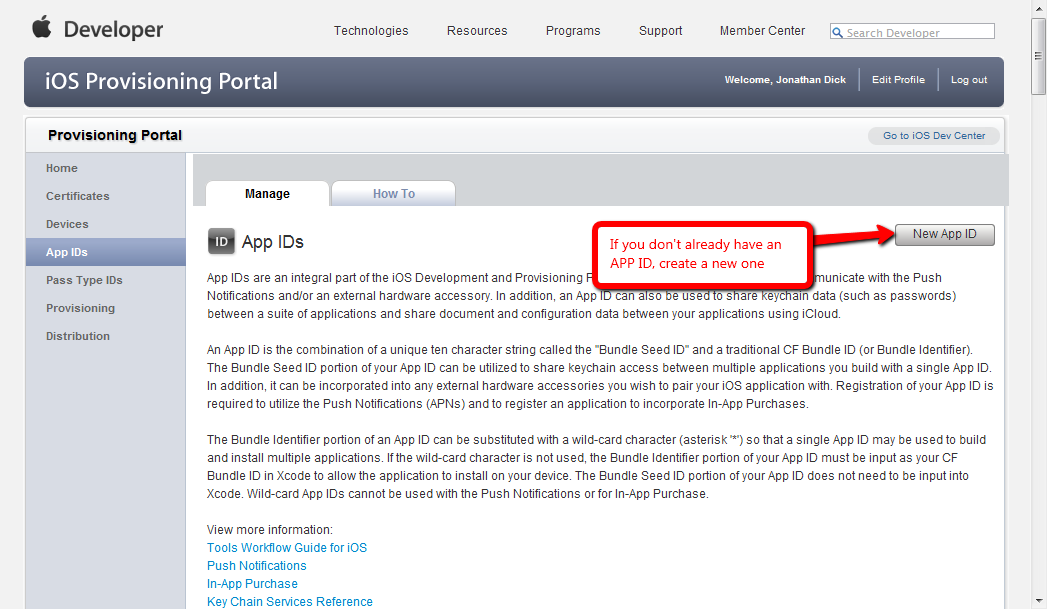 Developer
Technologies Resources Programs Support Member Center Search Developer
iOS Provisioning Portal
Welcome, Jonathan Dick Edit Profile Log out
Provisioning Portal
Go to iOS Dev Center
Home
Certificates
Devices
App IDs
Pass Type IDs
Provisioning
Distribution
Manage How To
ID App IDs
If you don't already have an
APP ID, create a new one
New App ID
App IDs are an integral part of the iOS Development and Provisioning municate with the Push
Notifications and/or an external hardware accessory. In addition, an App ID can also be used to share keychain data (such as passwords)
between a suite of applications and share document and configuration data between your applications using iCloud.
An App ID is the combination of a unique ten character string called the "Bundle Seed ID" and a traditional CF Bundle ID (or Bundle Identifier).
The Bundle Seed ID portion of your App ID can be utilized to share keychain access between multiple applications you build with a single App ID.
In addition, it can be incorporated into any external hardware accessories you wish to pair your iOS application with. Registration of your App ID is
required to utilize the Push Notifications (APNs) and to register an application to incorporate In-App Purchases.
The Bundle Identifier portion of an App ID can be substituted with a wild-card character (asterisk '*') so that a single App ID may be used to build
and install multiple applications. If the wild-card character is not used, the Bundle Identifier portion of your App ID must be input as your CF
Bundle ID in Xcode to allow the application to install on your device. The Bundle Seed ID portion of your App ID does not need to be input into
Xcode. Wild-card App IDs cannot be used with the Push Notifications or for In-App Purchase.
View more information:
Tools Workflow Guide for iOS
Push Notifications
In-App Purchase
Key Chain Services Reference